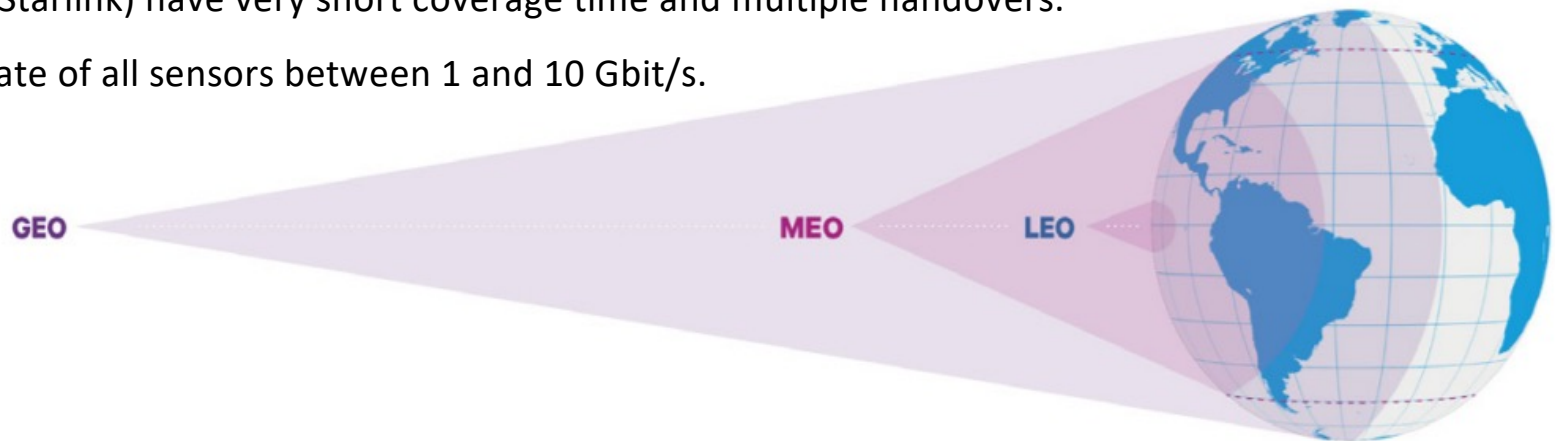 Starlink) have very short coverage time and multiple handovers.
ate of all sensors between 1 and 10 Gbit/s.
GEO MEO LEO